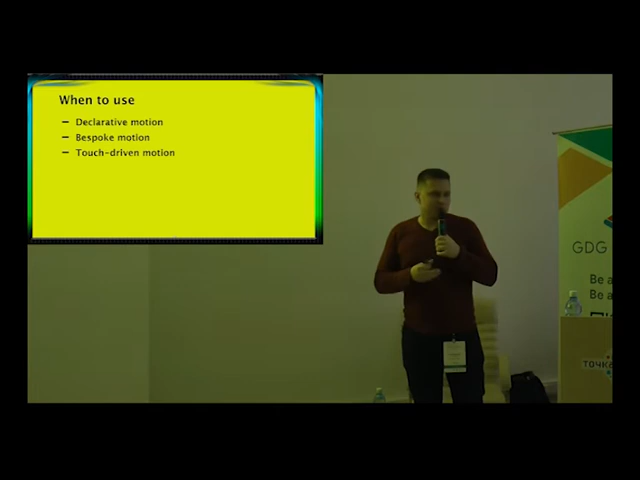 When to use
– Declarative motion
– Bespoke motion
– Touch-driven motion
GDG
Be a
Be a
точк